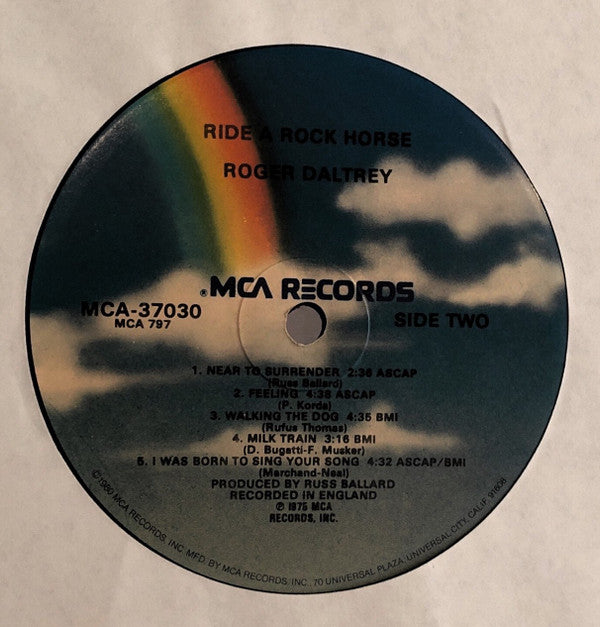 RIDE A ROCK HORSE
ROGER DALTREY
®MCA RECORDS
MCA-37030
MCA 797
SIDE TWO
1. NEAR TO SURRENDER 2:36 ASCAP
(Russ Ballard)
2. FEELING 4:38 ASCAP
(P. Korda)
3. WALKING THE DOG 4:35 BMI
(Rufus Thomas)
4. MILK TRAIN 3:16 BMI
(D. Bugatti-F. Musker)
5. I WAS BORN TO SING YOUR SONG 4:32 ASCAP/BMI
(Marchand-Neal)
PRODUCED BY RUSS BALLARD
RECORDED IN ENGLAND
℗ 1975 MCA
RECORDS, INC.
©1980 MCA RECORDS, INC. MFD. BY MCA RECORDS, INC., 70 UNIVERSAL PLAZA, UNIVERSAL CITY, CALIF. 91608